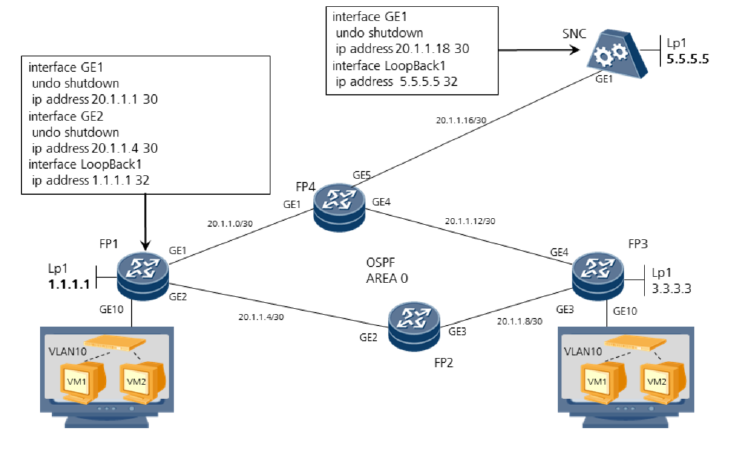 interface GE1
undo shutdown
ip address 20.1.1.18 30
interface LoopBack1
ip address 5.5.5.5 32
SNC
Lp1
5.5.5.5
GE1
interface GE1
undo shutdown
ip address 20.1.1.1 30
interface GE2
undo shutdown
ip address 20.1.1.4 30
interface LoopBack1
ip address 1.1.1.1 32
20.1.1.16/30
GE5
FP4
GE1
GE4
20.1.1.0/30
20.1.1.12/30
FP1
GE1
Lp1
1.1.1.1
GE2
GE10
OSPF
AREA 0
GE4
FP3
Lp1
3.3.3.3
GE3
GE10
20.1.1.4/30
20.1.1.8/30
GE2
GE3
FP2
VLAN10
VM1
VM2
VLAN10
VM1
VM2